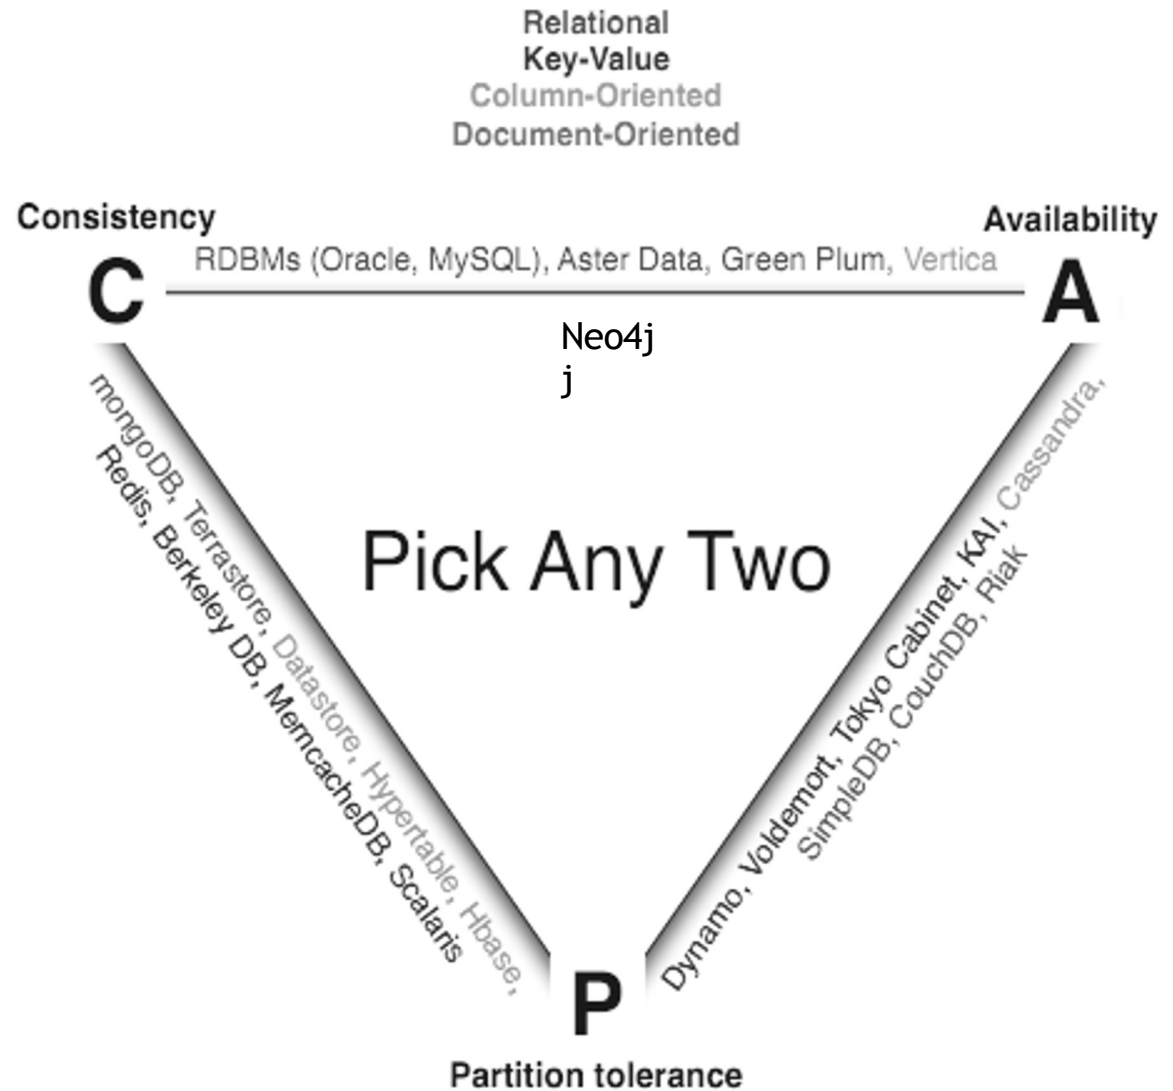 Relational
Key-Value
Column-Oriented
Document-Oriented
Consistency
Availability
C
RDBMs (Oracle, MySQL), Aster Data, Green Plum, Vertica
A
Neo4j
j
mongoDB, Terrastore, Datastore, Hypertable, Hbase,
Redis, Berkeley DB, MemcacheDB, Scalaris
Pick Any Two
Dynamo, Voldemort, Tokyo Cabinet, KAI, Cassandra,
SimpleDB, CouchDB, Riak
P
Partition tolerance